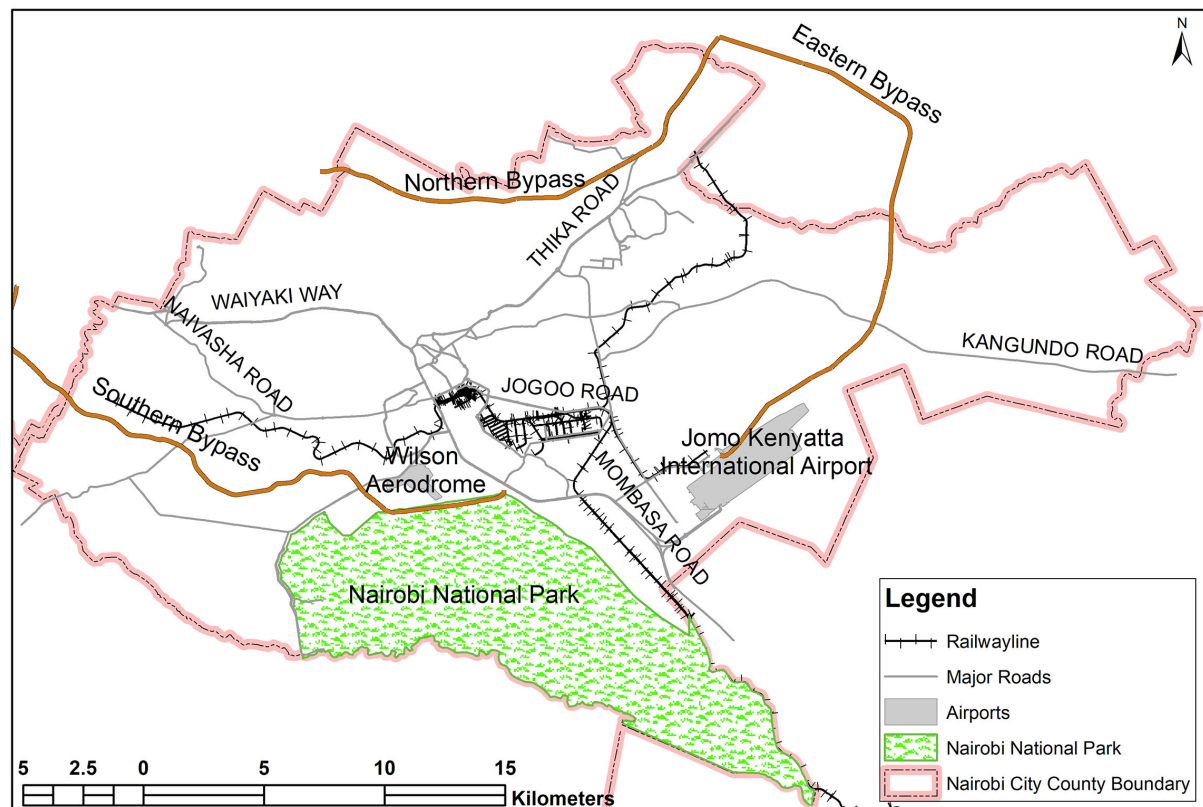 N
Eastern Bypass
Northern Bypass
THIKA ROAD
WAIYAKI WAY
NAIVASHA ROAD
KANGUNDO ROAD
JOGOO ROAD
Southern Bypass
Wilson
Aerodrome
Jomo Kenyatta
International Airport
MOMBASA ROAD
Nairobi National Park
Legend
Railwayline
Major Roads
Airports
Nairobi National Park
Nairobi City County Boundary
5 2.5 0 5 10 15
Kilometers